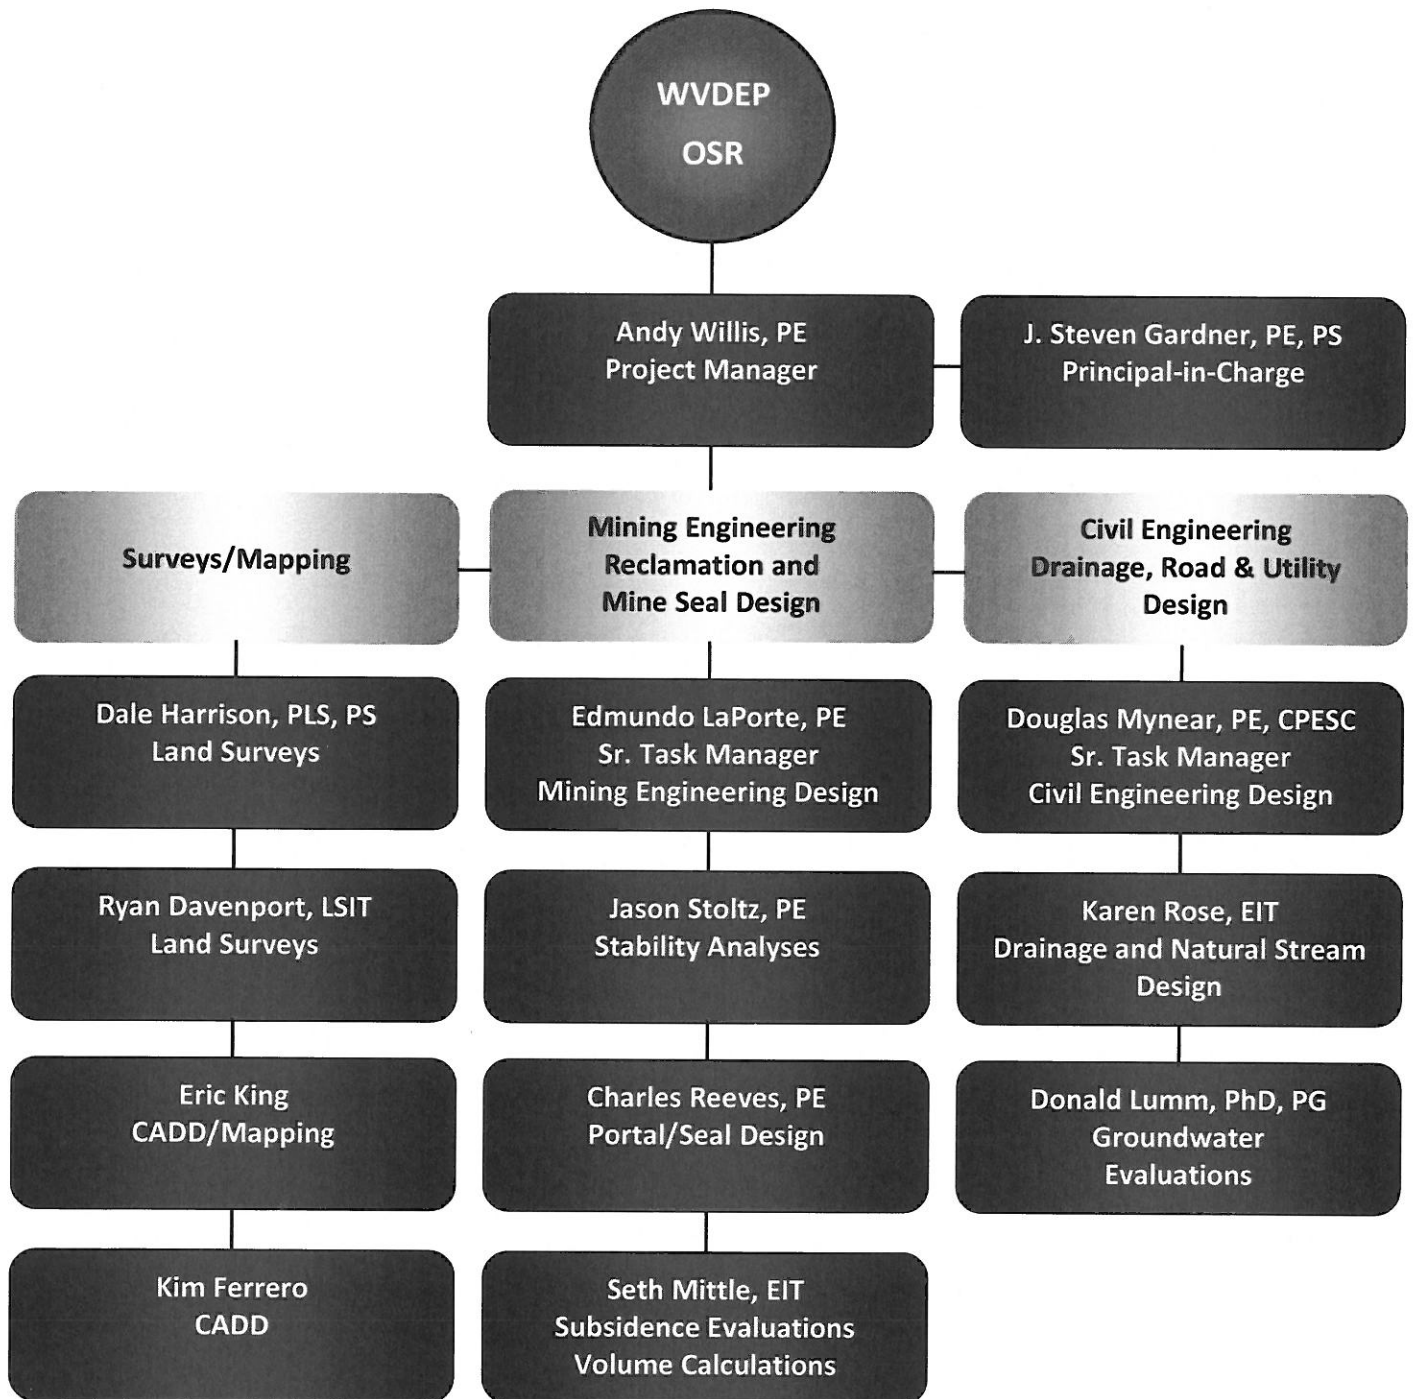 WVDEP
OSR
Andy Willis, PE
Project Manager
J. Steven Gardner, PE, PS
Principal-in-Charge
Surveys/Mapping
Mining Engineering
Reclamation and
Mine Seal Design
Civil Engineering
Drainage, Road & Utility
Design
Dale Harrison, PLS, PS
Land Surveys
Edmundo LaPorte, PE
Sr. Task Manager
Mining Engineering Design
Douglas Mynear, PE, CPESC
Sr. Task Manager
Civil Engineering Design
Ryan Davenport, LSIT
Land Surveys
Jason Stoltz, PE
Stability Analyses
Karen Rose, EIT
Drainage and Natural Stream
Design
Eric King
CADD/Mapping
Charles Reeves, PE
Portal/Seal Design
Donald Lumm, PhD, PG
Groundwater
Evaluations
Kim Ferrero
CADD
Seth Mittle, EIT
Subsidence Evaluations
Volume Calculations